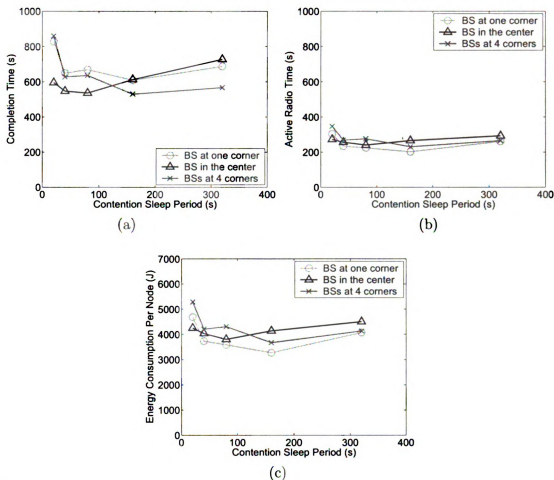 1000
800
600
400
200
0
Completion Time (s)
BS at one corner
BS in the center
BSs at 4 corners
0 100 200 300 400
Contention Sleep Period (s)
(a)
1000
800
600
400
200
0
Active Radio Time (s)
BS at one corner
BS in the center
BSs at 4 corners
0 100 200 300 400
Contention Sleep Period (s)
(b)
7000
6000
5000
4000
3000
2000
1000
0
Energy Consumption Per Node (J)
BS at one corner
BS in the center
BSs at 4 corners
0 100 200 300 400
Contention Sleep Period (s)
(c)